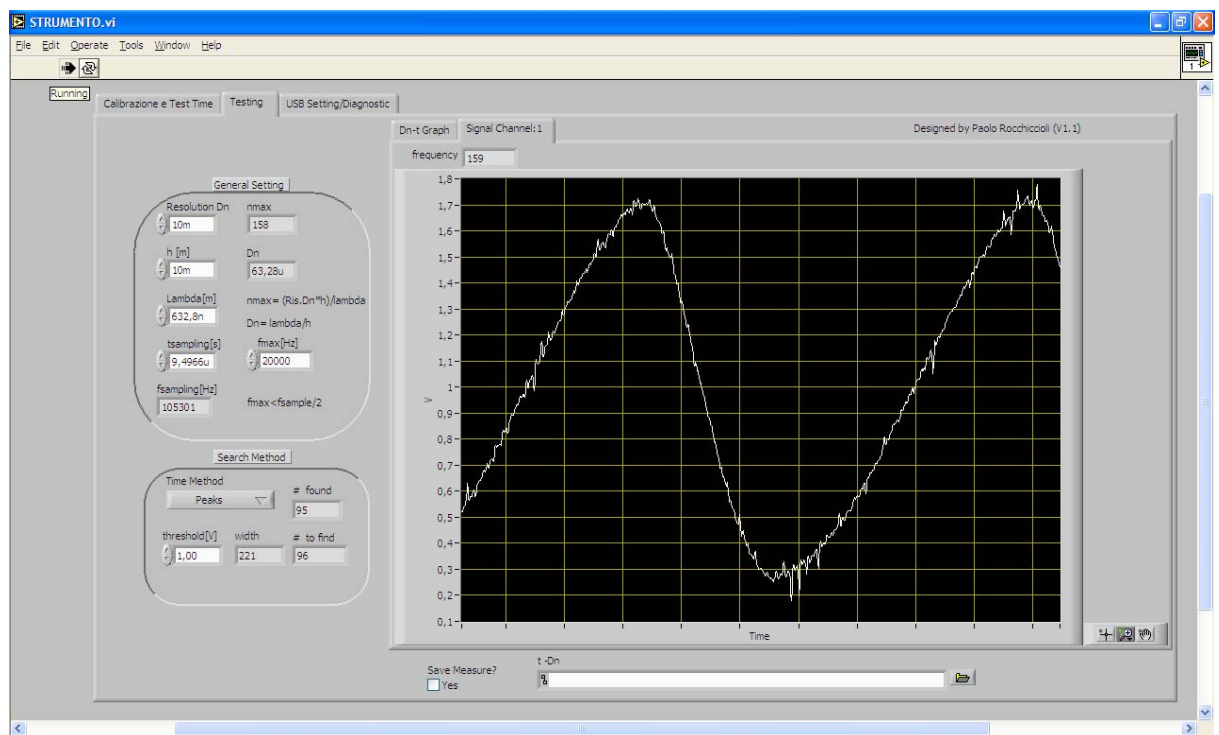 STRUMENTO.vi
File Edit Operate Tools Window Help
1
Running
Calibrazione e Test Time Testing USB Setting/Diagnostic
Dn-t Graph Signal Channel:1
Designed by Paolo Rocchiccioli (V1.1)
frequency 159
General Setting
Resolution Dn nmax
10m 158
h [m] Dn
10m 63,28u
Lambda[m] nmax= (Ris.Dn*h)/lambda
632,8n Dn= lambda/h
tsampling[s] fmax[Hz]
9,4966u 20000
fsampling[Hz]
105301 fmax<fsample/2
Search Method
Time Method # found
Peaks 95
threshold[V] width # to find
1,00 221 96
1,8
1,7
1,6
1,5
1,4
1,3
1,2
1,1
1
0,9
0,8
0,7
0,6
0,5
0,4
0,3
0,2
0,1
V
Time
Save Measure?
Yes
t -Dn